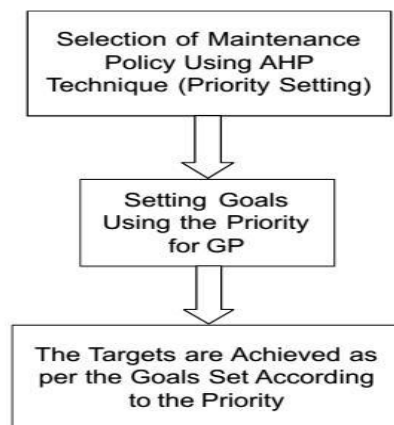 Selection of Maintenance
Policy Using AHP
Technique (Priority Setting)
Setting Goals
Using the Priority
for GP
The Targets are Achieved as
per the Goals Set According
to the Priority